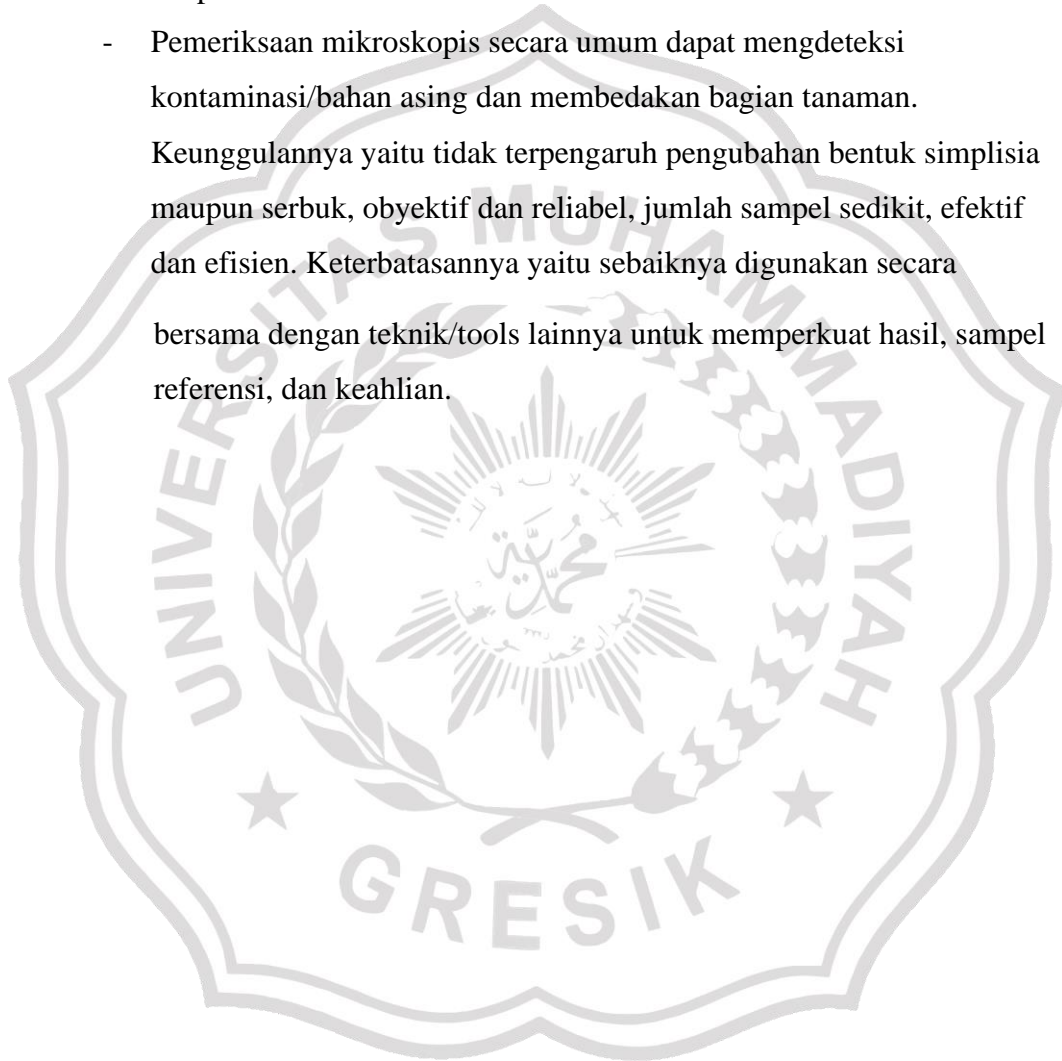 - Pemeriksaan mikroskopis secara umum dapat mengdeteksi
kontaminasi/bahan asing dan membedakan bagian tanaman.
Keunggulannya yaitu tidak terpengaruh pengubahan bentuk simplisia
maupun serbuk, obyektif dan reliabel, jumlah sampel sedikit, efektif
dan efisien. Keterbatasannya yaitu sebaiknya digunakan secara
bersama dengan teknik/tools lainnya untuk memperkuat hasil, sampel
referensi, dan keahlian.
UNIVERSITAS MUHAMMADIYAH
محمد
GRESIK